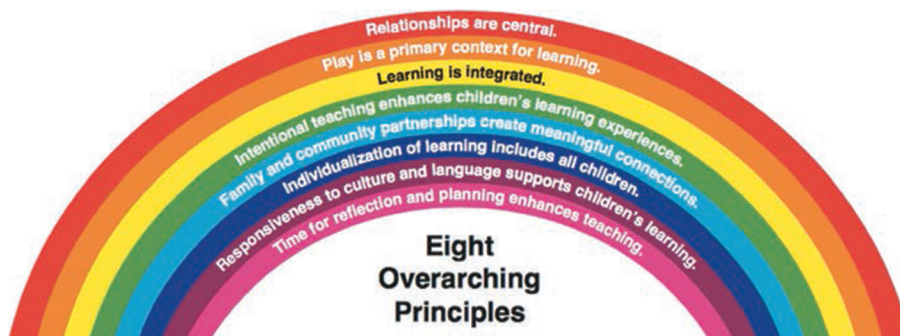 Relationships are central.
Play is a primary context for learning.
Learning is integrated.
Intentional teaching enhances children's learning experiences.
Family and community partnerships create meaningful connections.
Individualization of learning includes all children.
Responsiveness to culture and language supports children's learning.
Time for reflection and planning enhances teaching.
Eight
Overarching
Principles